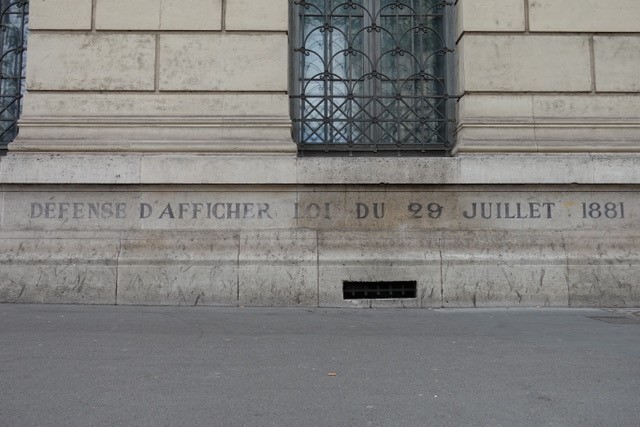 DÉFENSE D'AFFICHER LOI DU 29 JUILLET 1881